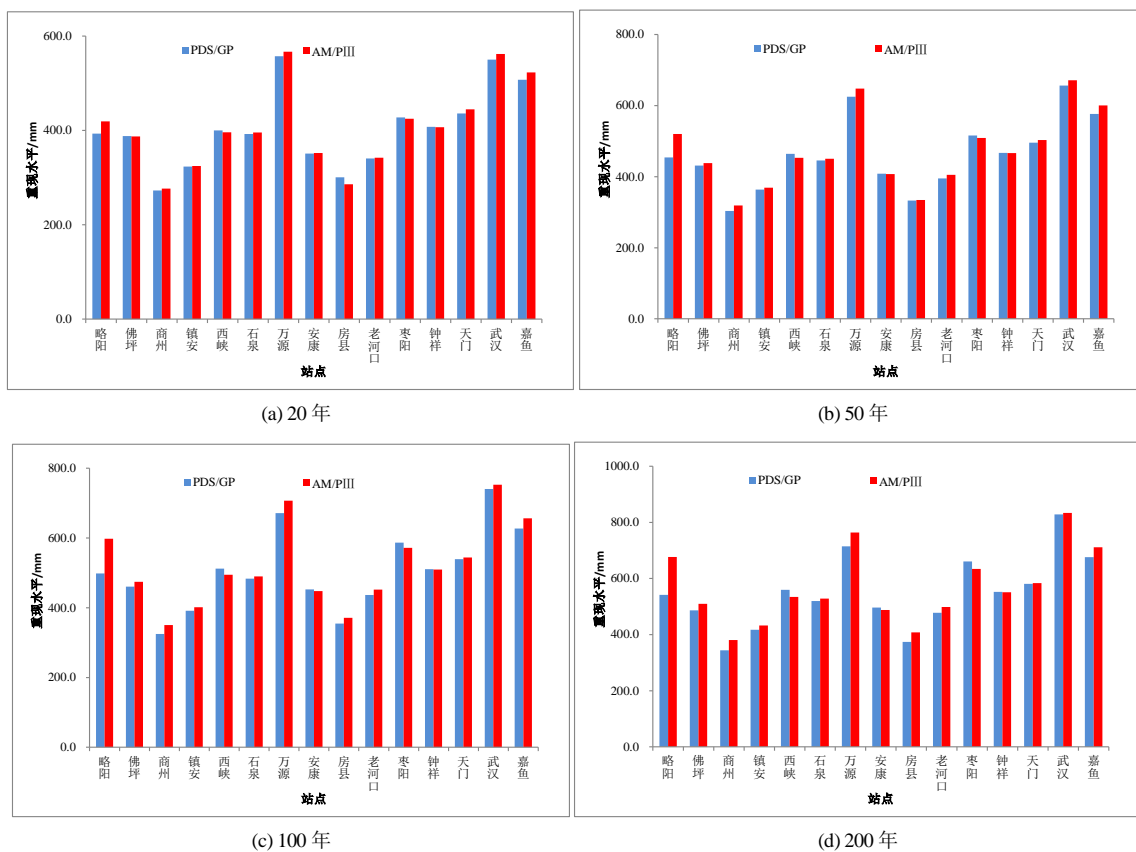 600.0
400.0
200.0
0.0
重现水平/mm
PDS/GP
AM/PⅢ
略阳 佛坪 商州 镇安 西峡 石泉 万源 安康 房县 老河口 枣阳 钟祥 天门 武汉 嘉鱼
站点
(a) 20 年
800.0
600.0
400.0
200.0
0.0
重现水平/mm
PDS/GP
AM/PⅢ
略阳 佛坪 商州 镇安 西峡 石泉 万源 安康 房县 老河口 枣阳 钟祥 天门 武汉 嘉鱼
站点
(b) 50 年
800.0
600.0
400.0
200.0
0.0
重现水平/mm
PDS/GP
AM/PⅢ
略阳 佛坪 商州 镇安 西峡 石泉 万源 安康 房县 老河口 枣阳 钟祥 天门 武汉 嘉鱼
站点
(c) 100 年
1000.0
800.0
600.0
400.0
200.0
0.0
重现水平/mm
PDS/GP
AM/PⅢ
略阳 佛坪 商州 镇安 西峡 石泉 万源 安康 房县 老河口 枣阳 钟祥 天门 武汉 嘉鱼
站点
(d) 200 年